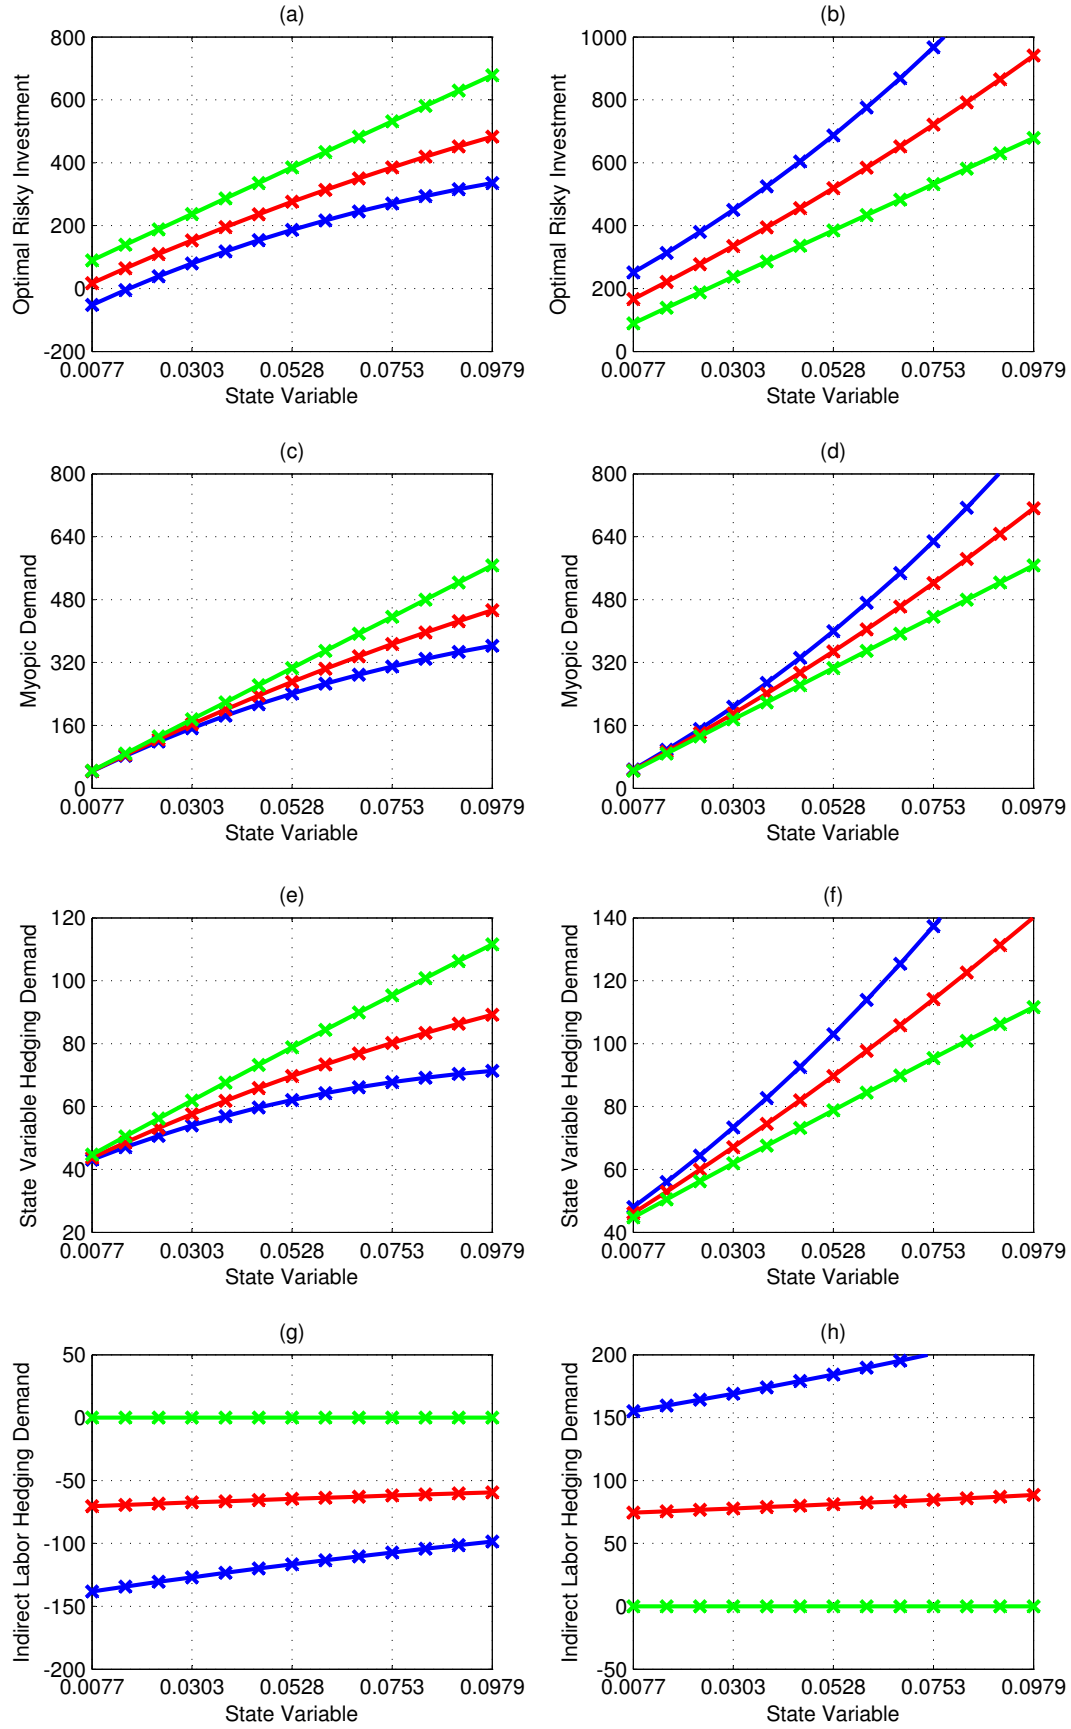 (a)
800
600
400
200
0
-200
0.0077 0.0303 0.0528 0.0753 0.0979
State Variable
Optimal Risky Investment
(b)
1000
800
600
400
200
0
0.0077 0.0303 0.0528 0.0753 0.0979
State Variable
Optimal Risky Investment
(c)
800
640
480
320
160
0
0.0077 0.0303 0.0528 0.0753 0.0979
State Variable
Myopic Demand
(d)
800
640
480
320
160
0
0.0077 0.0303 0.0528 0.0753 0.0979
State Variable
Myopic Demand
(e)
120
100
80
60
40
20
0.0077 0.0303 0.0528 0.0753 0.0979
State Variable
State Variable Hedging Demand
(f)
140
120
100
80
60
40
0.0077 0.0303 0.0528 0.0753 0.0979
State Variable
State Variable Hedging Demand
(g)
50
0
-50
-100
-150
-200
0.0077 0.0303 0.0528 0.0753 0.0979
State Variable
Indirect Labor Hedging Demand
(h)
200
150
100
50
0
-50
0.0077 0.0303 0.0528 0.0753 0.0979
State Variable
Indirect Labor Hedging Demand